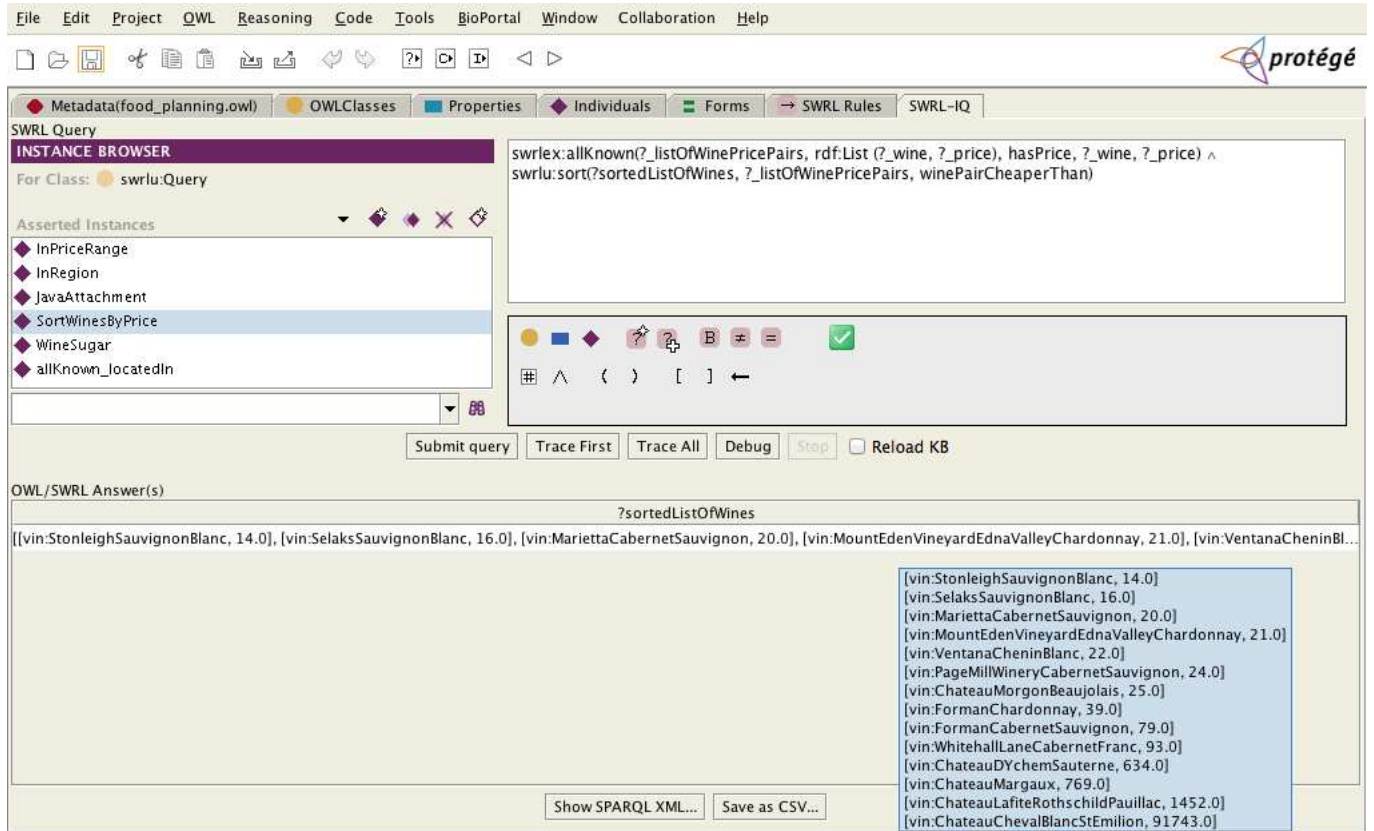 File Edit Project OWL Reasoning Code Tools BioPortal Window Collaboration Help
protégé
Metadata(food_planning.owl) OWLClasses Properties Individuals Forms SWRL Rules SWRL-IQ
SWRL Query
INSTANCE BROWSER
For Class: swrlu:Query
Asserted Instances
InPriceRange
InRegion
JavaAttachment
SortWinesByPrice
WineSugar
allKnown_locatedIn
swrlex:allKnown(?_listOfWinePricePairs, rdf:List (?_wine, ?_price), hasPrice, ?_wine, ?_price) ∧
swrlu:sort(?sortedListOfWines, ?_listOfWinePricePairs, winePairCheaperThan)
? ? B ≠ =
# ∧ ( ) [ ] ←
Submit query Trace First Trace All Debug Stop Reload KB
OWL/SWRL Answer(s)
?sortedListOfWines
[[vin:StonleighSauvignonBlanc, 14.0], [vin:SelaksSauvignonBlanc, 16.0], [vin:MariettaCabernetSauvignon, 20.0], [vin:MountEdenVineyardEdnaValleyChardonnay, 21.0], [vin:VentanaCheninBl...
[vin:StonleighSauvignonBlanc, 14.0]
[vin:SelaksSauvignonBlanc, 16.0]
[vin:MariettaCabernetSauvignon, 20.0]
[vin:MountEdenVineyardEdnaValleyChardonnay, 21.0]
[vin:VentanaCheninBlanc, 22.0]
[vin:PageMillWineryCabernetSauvignon, 24.0]
[vin:ChateauMorgonBeaujolais, 25.0]
[vin:FormanChardonnay, 39.0]
[vin:FormanCabernetSauvignon, 79.0]
[vin:WhitehallLaneCabernetFranc, 93.0]
[vin:ChateauDYchemSauterne, 634.0]
[vin:ChateauMargaux, 769.0]
[vin:ChateauLafiteRothschildPauillac, 1452.0]
[vin:ChateauChevalBlancStEmilion, 91743.0]
Show SPARQL XML... Save as CSV...